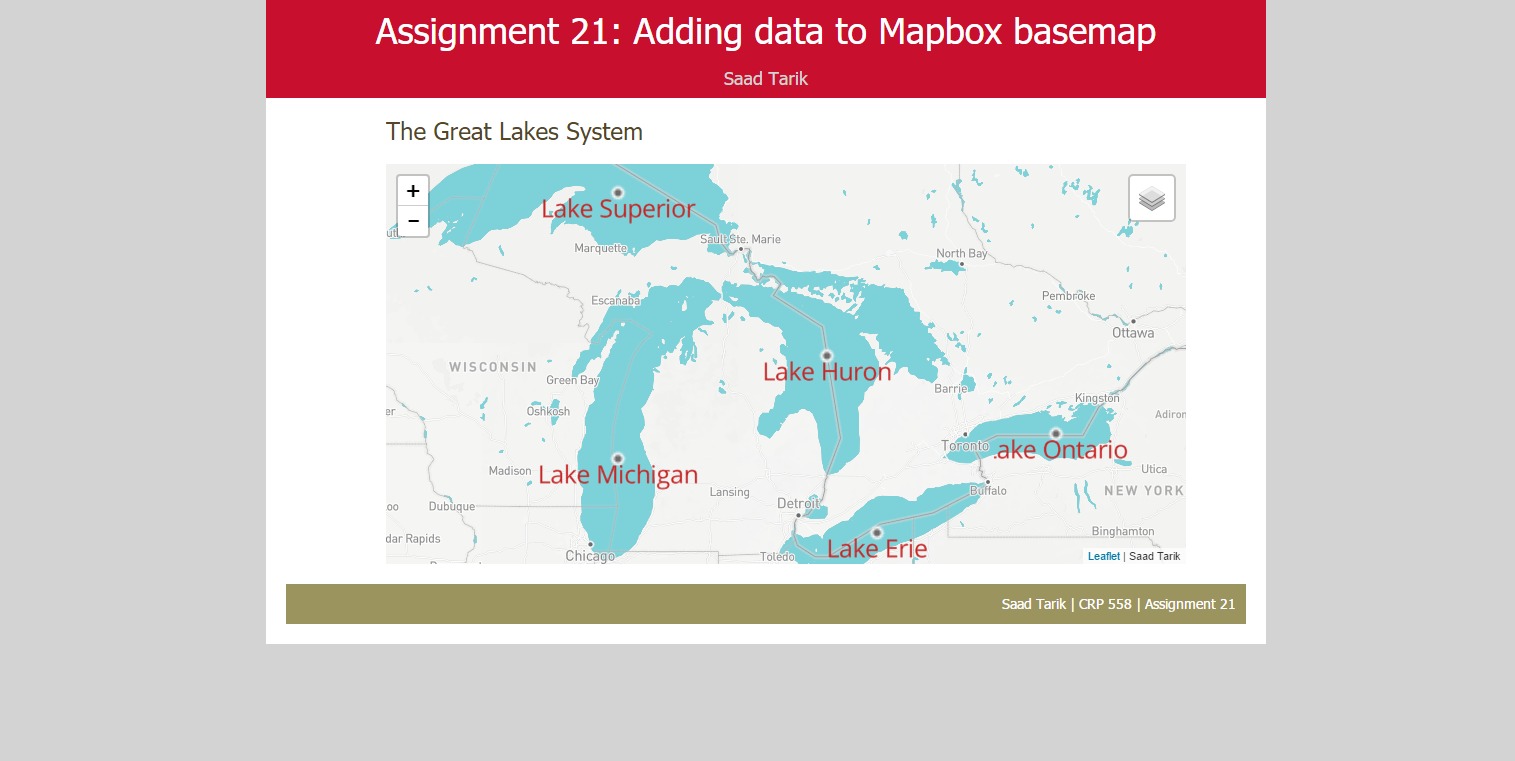 Assignment 21: Adding data to Mapbox basemap
Saad Tarik
The Great Lakes System
+
−
Lake Superior
Sault Ste. Marie
Marquette
North Bay
Escanaba
Pembroke
Ottawa
WISCONSIN
Lake Huron
Green Bay
Barrie
Kingston
Oshkosh
Adiron
Toronto
ake Ontario
Madison
Lake Michigan
Utica
Lansing
Buffalo
NEW YORK
Dubuque
Detroit
dar Rapids
Binghamton
Lake Erie
Chicago
Toledo
Leaflet | Saad Tarik
Saad Tarik | CRP 558 | Assignment 21